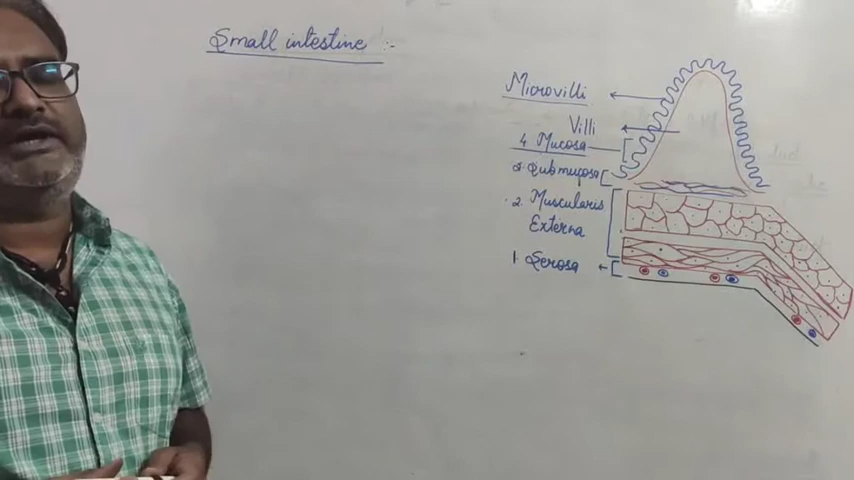 Small intestine :-
Microvilli
Villi
4 Mucosa
3. Submucosa
2. Muscularis
Externa
1 Serosa